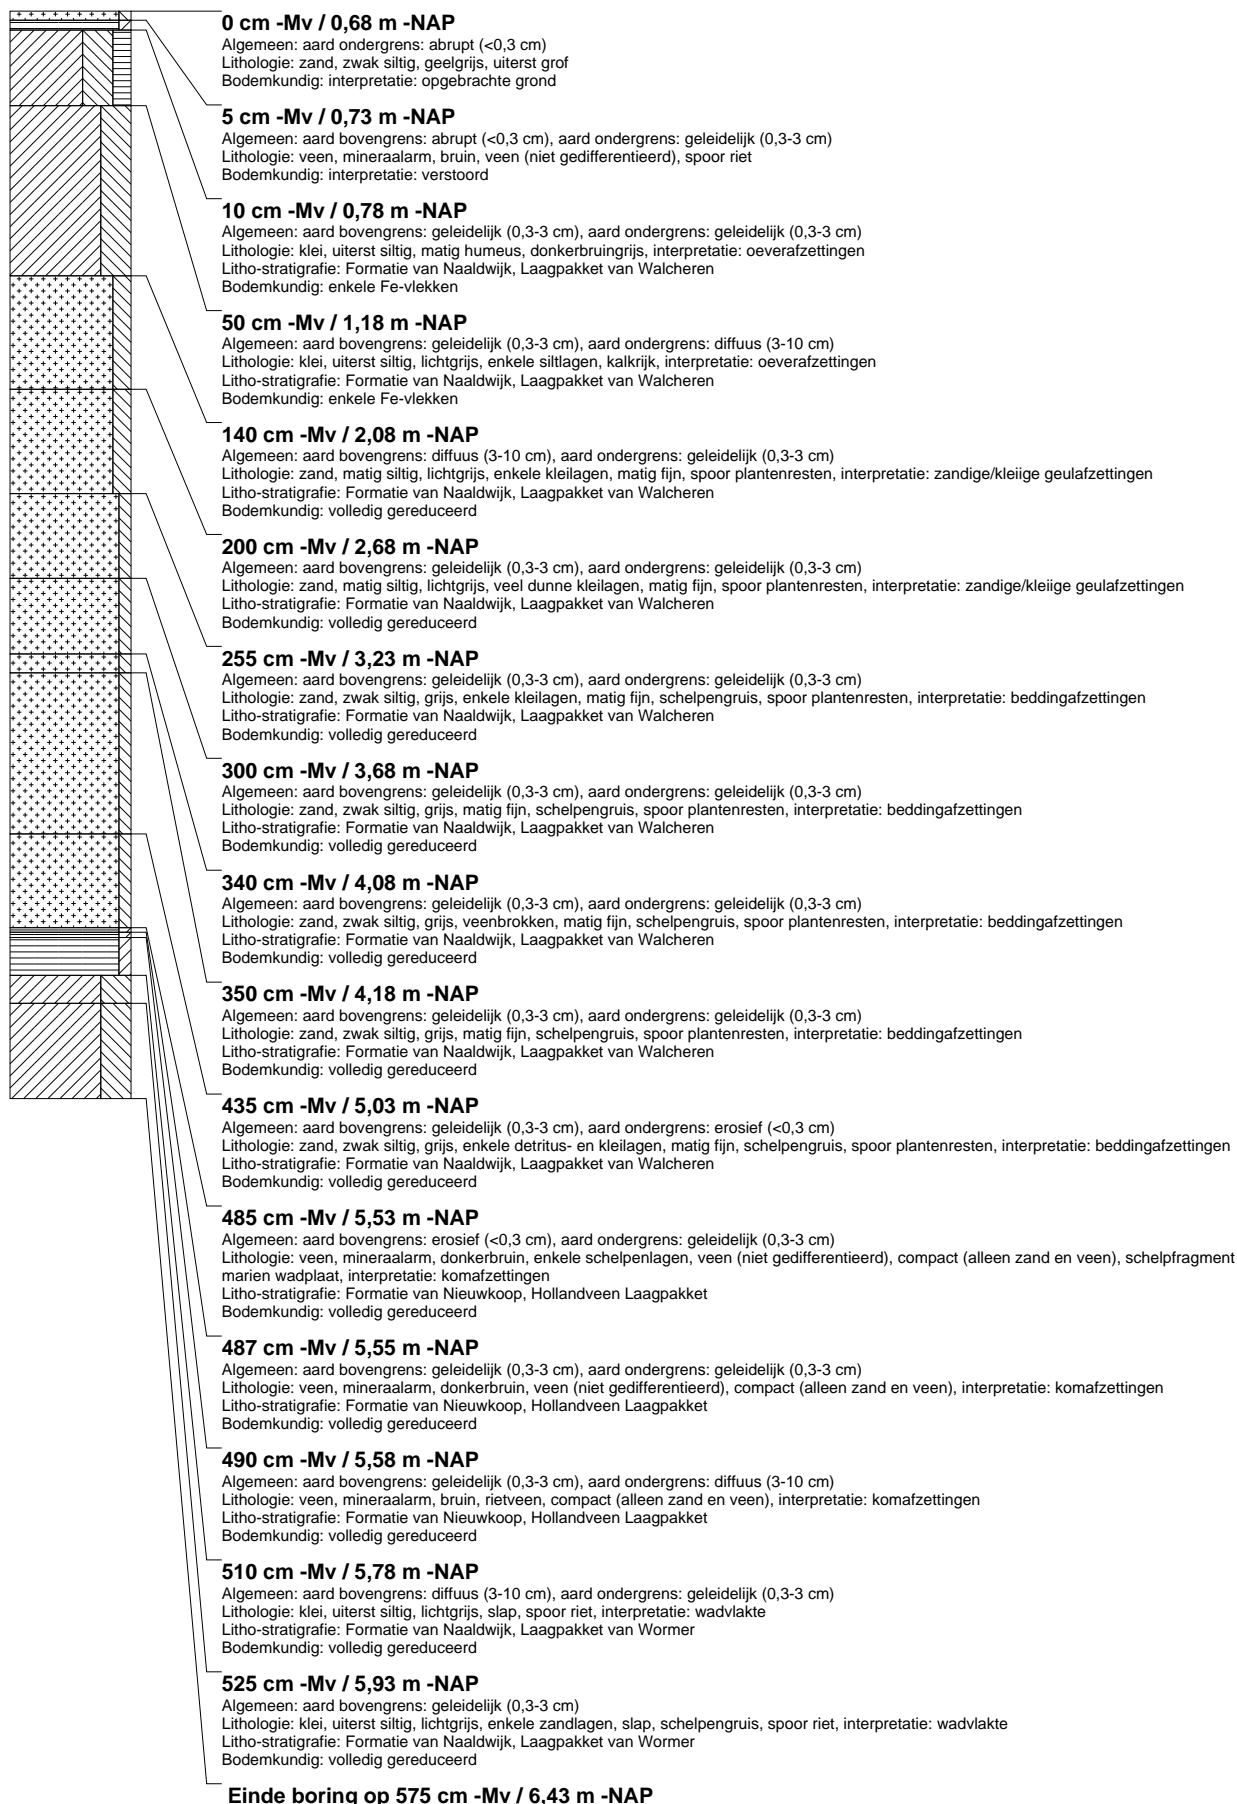 0 cm -Mv / 0,68 m -NAP
Algemeen: aard ondergrens: abrupt (<0,3 cm)
Lithologie: zand, zwak siltig, geelgrijs, uiterst grof
Bodemkundig: interpretatie: opgebrachte grond
5 cm -Mv / 0,73 m -NAP
Algemeen: aard bovengrens: abrupt (<0,3 cm), aard ondergrens: geleidelijk (0,3-3 cm)
Lithologie: veen, mineraalarm, bruin, veen (niet gedifferentieerd), spoor riet
Bodemkundig: interpretatie: verstoord
10 cm -Mv / 0,78 m -NAP
Algemeen: aard bovengrens: geleidelijk (0,3-3 cm), aard ondergrens: geleidelijk (0,3-3 cm)
Lithologie: klei, uiterst siltig, matig humeus, donkerbruingrijs, interpretatie: oeverafzettingen
Litho-stratigrafie: Formatie van Naaldwijk, Laagpakket van Walcheren
Bodemkundig: enkele Fe-vlekken
50 cm -Mv / 1,18 m -NAP
Algemeen: aard bovengrens: geleidelijk (0,3-3 cm), aard ondergrens: diffuus (3-10 cm)
Lithologie: klei, uiterst siltig, lichtgrijs, enkele siltlagen, kalkrijk, interpretatie: oeverafzettingen
Litho-stratigrafie: Formatie van Naaldwijk, Laagpakket van Walcheren
Bodemkundig: enkele Fe-vlekken
140 cm -Mv / 2,08 m -NAP
Algemeen: aard bovengrens: diffuus (3-10 cm), aard ondergrens: geleidelijk (0,3-3 cm)
Lithologie: zand, matig siltig, lichtgrijs, enkele kleilagen, matig fijn, spoor plantenresten, interpretatie: zandige/kleiige geulafzettingen
Litho-stratigrafie: Formatie van Naaldwijk, Laagpakket van Walcheren
Bodemkundig: volledig gereduceerd
200 cm -Mv / 2,68 m -NAP
Algemeen: aard bovengrens: geleidelijk (0,3-3 cm), aard ondergrens: geleidelijk (0,3-3 cm)
Lithologie: zand, matig siltig, lichtgrijs, veel dunne kleilagen, matig fijn, spoor plantenresten, interpretatie: zandige/kleiige geulafzettingen
Litho-stratigrafie: Formatie van Naaldwijk, Laagpakket van Walcheren
Bodemkundig: volledig gereduceerd
255 cm -Mv / 3,23 m -NAP
Algemeen: aard bovengrens: geleidelijk (0,3-3 cm), aard ondergrens: geleidelijk (0,3-3 cm)
Lithologie: zand, zwak siltig, grijs, enkele kleilagen, matig fijn, schelpengruis, spoor plantenresten, interpretatie: beddingafzettingen
Litho-stratigrafie: Formatie van Naaldwijk, Laagpakket van Walcheren
Bodemkundig: volledig gereduceerd
300 cm -Mv / 3,68 m -NAP
Algemeen: aard bovengrens: geleidelijk (0,3-3 cm), aard ondergrens: geleidelijk (0,3-3 cm)
Lithologie: zand, zwak siltig, grijs, matig fijn, schelpengruis, spoor plantenresten, interpretatie: beddingafzettingen
Litho-stratigrafie: Formatie van Naaldwijk, Laagpakket van Walcheren
Bodemkundig: volledig gereduceerd
340 cm -Mv / 4,08 m -NAP
Algemeen: aard bovengrens: geleidelijk (0,3-3 cm), aard ondergrens: geleidelijk (0,3-3 cm)
Lithologie: zand, zwak siltig, grijs, veenbrokken, matig fijn, schelpengruis, spoor plantenresten, interpretatie: beddingafzettingen
Litho-stratigrafie: Formatie van Naaldwijk, Laagpakket van Walcheren
Bodemkundig: volledig gereduceerd
350 cm -Mv / 4,18 m -NAP
Algemeen: aard bovengrens: geleidelijk (0,3-3 cm), aard ondergrens: geleidelijk (0,3-3 cm)
Lithologie: zand, zwak siltig, grijs, matig fijn, schelpengruis, spoor plantenresten, interpretatie: beddingafzettingen
Litho-stratigrafie: Formatie van Naaldwijk, Laagpakket van Walcheren
Bodemkundig: volledig gereduceerd
435 cm -Mv / 5,03 m -NAP
Algemeen: aard bovengrens: geleidelijk (0,3-3 cm), aard ondergrens: erosief (<0,3 cm)
Lithologie: zand, zwak siltig, grijs, enkele detritus- en kleilagen, matig fijn, schelpengruis, spoor plantenresten, interpretatie: beddingafzettingen
Litho-stratigrafie: Formatie van Naaldwijk, Laagpakket van Walcheren
Bodemkundig: volledig gereduceerd
485 cm -Mv / 5,53 m -NAP
Algemeen: aard bovengrens: erosief (<0,3 cm), aard ondergrens: geleidelijk (0,3-3 cm)
Lithologie: veen, mineraalarm, donkerbruin, enkele schelpenlagen, veen (niet gedifferentieerd), compact (alleen zand en veen), schelpfragment
marien wadplaat, interpretatie: komafzettingen
Litho-stratigrafie: Formatie van Nieuwkoop, Hollandveen Laagpakket
Bodemkundig: volledig gereduceerd
487 cm -Mv / 5,55 m -NAP
Algemeen: aard bovengrens: geleidelijk (0,3-3 cm), aard ondergrens: geleidelijk (0,3-3 cm)
Lithologie: veen, mineraalarm, donkerbruin, veen (niet gedifferentieerd), compact (alleen zand en veen), interpretatie: komafzettingen
Litho-stratigrafie: Formatie van Nieuwkoop, Hollandveen Laagpakket
Bodemkundig: volledig gereduceerd
490 cm -Mv / 5,58 m -NAP
Algemeen: aard bovengrens: geleidelijk (0,3-3 cm), aard ondergrens: diffuus (3-10 cm)
Lithologie: veen, mineraalarm, bruin, rietveen, compact (alleen zand en veen), interpretatie: komafzettingen
Litho-stratigrafie: Formatie van Nieuwkoop, Hollandveen Laagpakket
Bodemkundig: volledig gereduceerd
510 cm -Mv / 5,78 m -NAP
Algemeen: aard bovengrens: diffuus (3-10 cm), aard ondergrens: geleidelijk (0,3-3 cm)
Lithologie: klei, uiterst siltig, lichtgrijs, slap, spoor riet, interpretatie: wadvlakte
Litho-stratigrafie: Formatie van Naaldwijk, Laagpakket van Wormer
Bodemkundig: volledig gereduceerd
525 cm -Mv / 5,93 m -NAP
Algemeen: aard bovengrens: geleidelijk (0,3-3 cm)
Lithologie: klei, uiterst siltig, lichtgrijs, enkele zandlagen, slap, schelpengruis, spoor riet, interpretatie: wadvlakte
Litho-stratigrafie: Formatie van Naaldwijk, Laagpakket van Wormer
Bodemkundig: volledig gereduceerd
Einde boring op 575 cm -Mv / 6,43 m -NAP